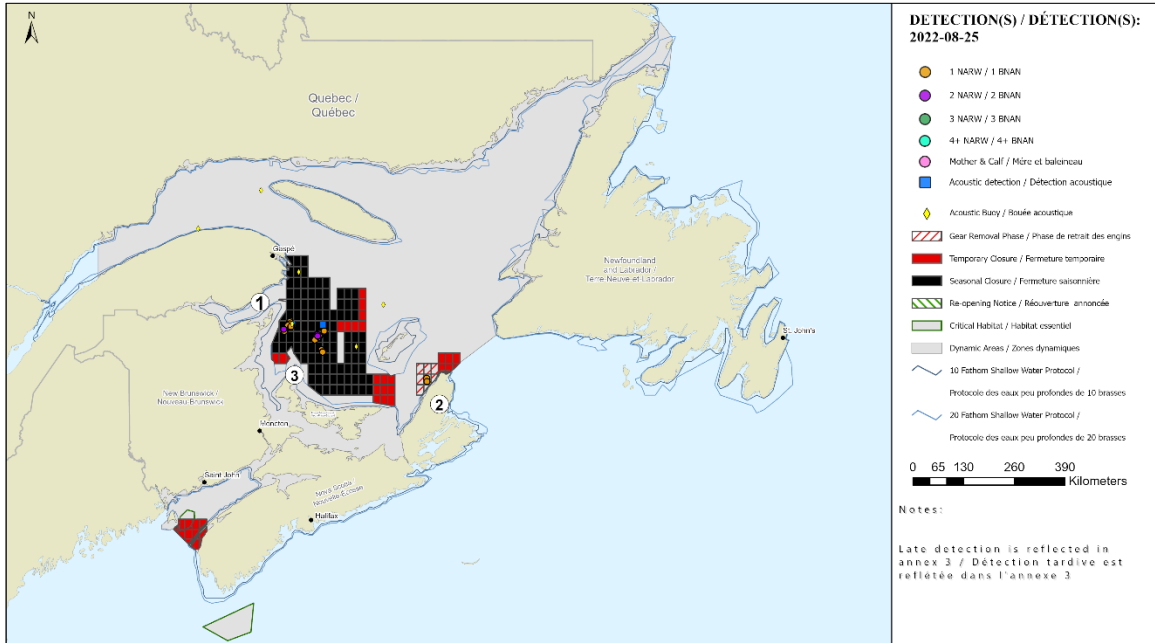 N
Quebec /
Québec
Gaspé
1
Newfoundland
and Labrador /
Terre-Neuve et Labrador
St. John's
3
2
New Brunswick /
Nouveau-Brunswick
Moncton
Saint John
Nova Scotia
Nouvelle-Écosse
Halifax
DETECTION(S) / DÉTECTION(S):
2022-08-25
1 NARW / 1 BNAN
2 NARW / 2 BNAN
3 NARW / 3 BNAN
4+ NARW / 4+ BNAN
Mother & Calf / Mère et baleineau
Acoustic detection / Détection acoustique
Acoustic Buoy / Bouée acoustique
Gear Removal Phase / Phase de retrait des engins
Temporary Closure / Fermeture temporaire
Seasonal Closure / Fermeture saisonnière
Re-opening Notice / Réouverture annoncée
Critical Habitat / Habitat essentiel
Dynamic Areas / Zones dynamiques
10 Fathom Shallow Water Protocol /
Protocole des eaux peu profondes de 10 brasses
20 Fathom Shallow Water Protocol /
Protocole des eaux peu profondes de 20 brasses
0 65 130 260 390
Kilometers
Notes:
Late detection is reflected in
annex 3 / Détection tardive est
reflétée dans l'annexe 3